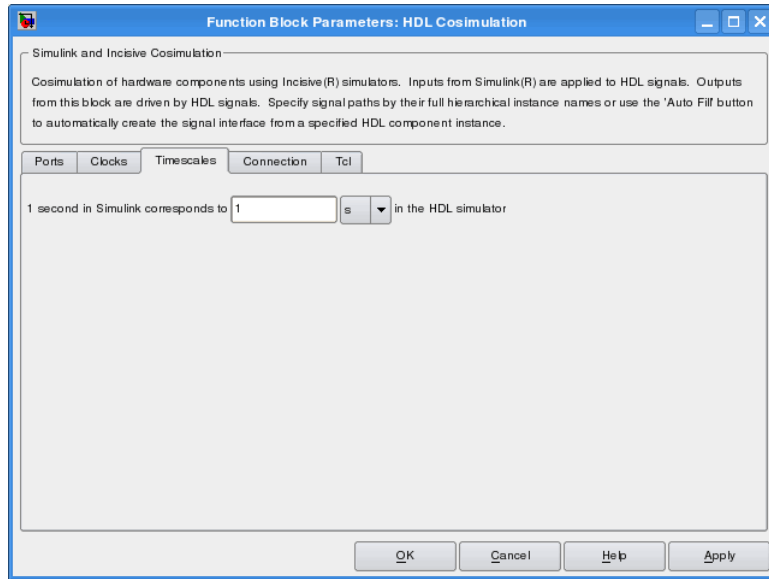 Function Block Parameters: HDL Cosimulation
Simulink and Incisive Cosimulation
Cosimulation of hardware components using Incisive(R) simulators. Inputs from Simulink(R) are applied to HDL signals. Outputs
from this block are driven by HDL signals. Specify signal paths by their full hierarchical instance names or use the 'Auto Fill' button
to automatically create the signal interface from a specified HDL component instance.
Ports Clocks Timescales Connection Tcl
1 second in Simulink corresponds to 1 s in the HDL simulator
OK Cancel Help Apply